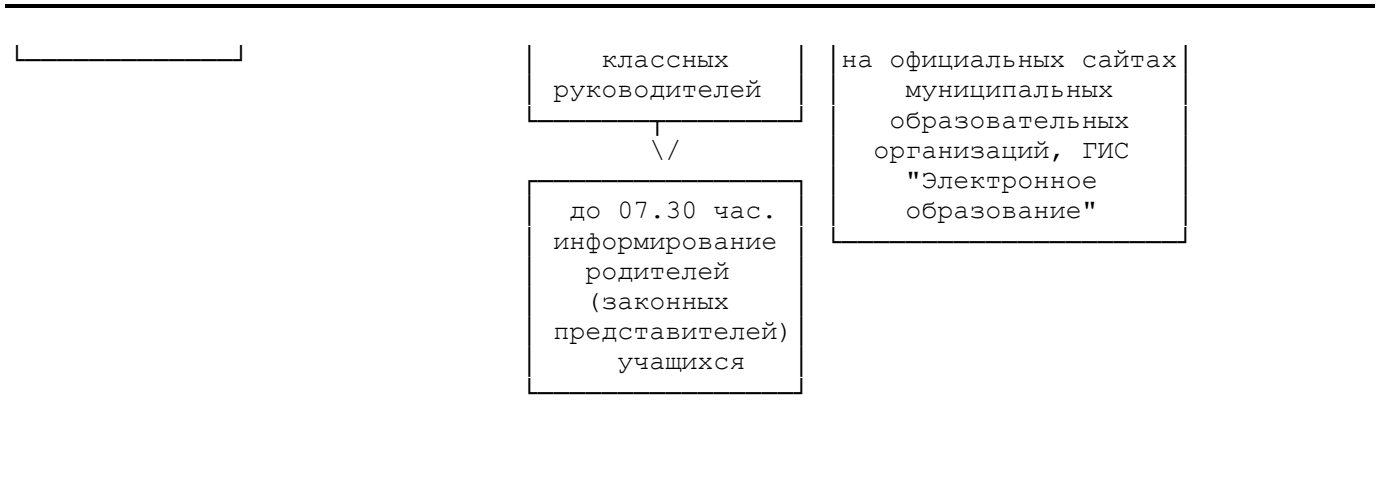 классных
руководителей
\/
до 07.30 час.
информирование
родителей
(законных
представителей)
учащихся
на официальных сайтах
муниципальных
образовательных
организаций, ГИС
"Электронное
образование"